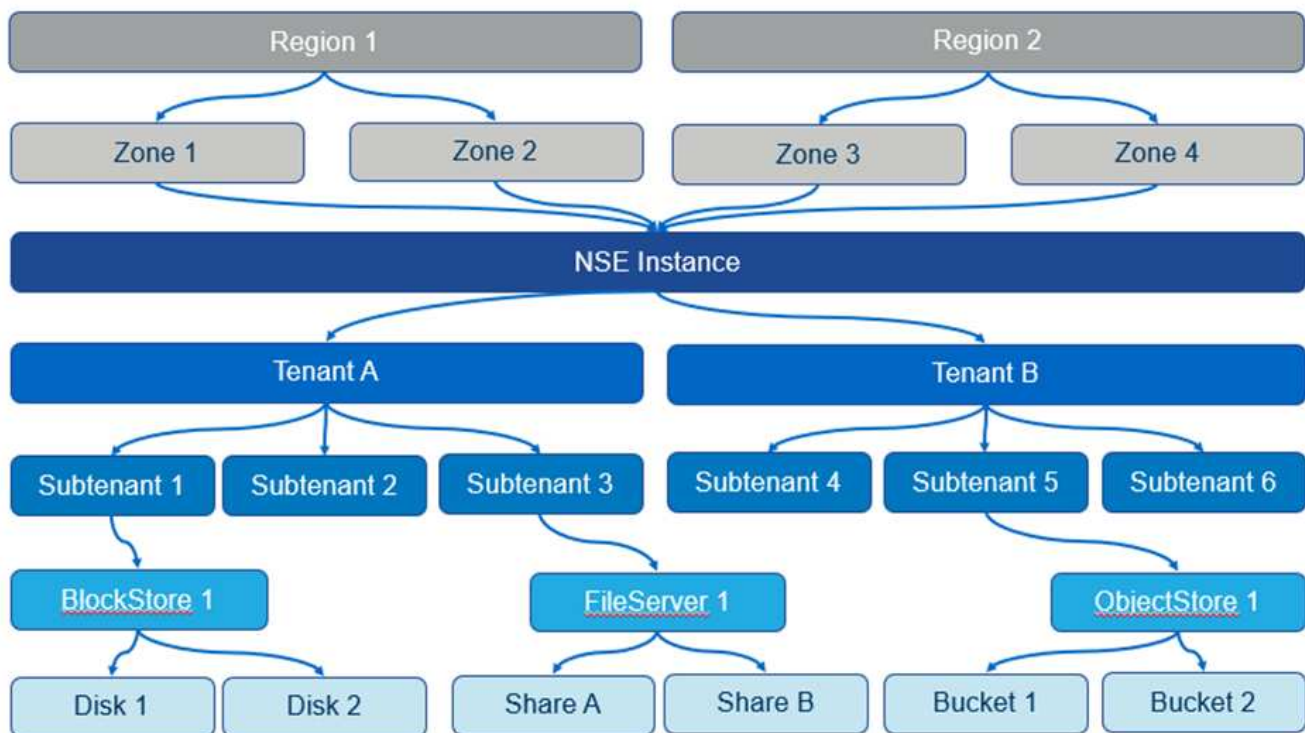 Region 1
Region 2
Zone 1
Zone 2
Zone 3
Zone 4
NSE Instance
Tenant A
Tenant B
Subtenant 1
Subtenant 2
Subtenant 3
Subtenant 4
Subtenant 5
Subtenant 6
BlockStore 1
FileServer 1
ObjectStore 1
Disk 1
Disk 2
Share A
Share B
Bucket 1
Bucket 2